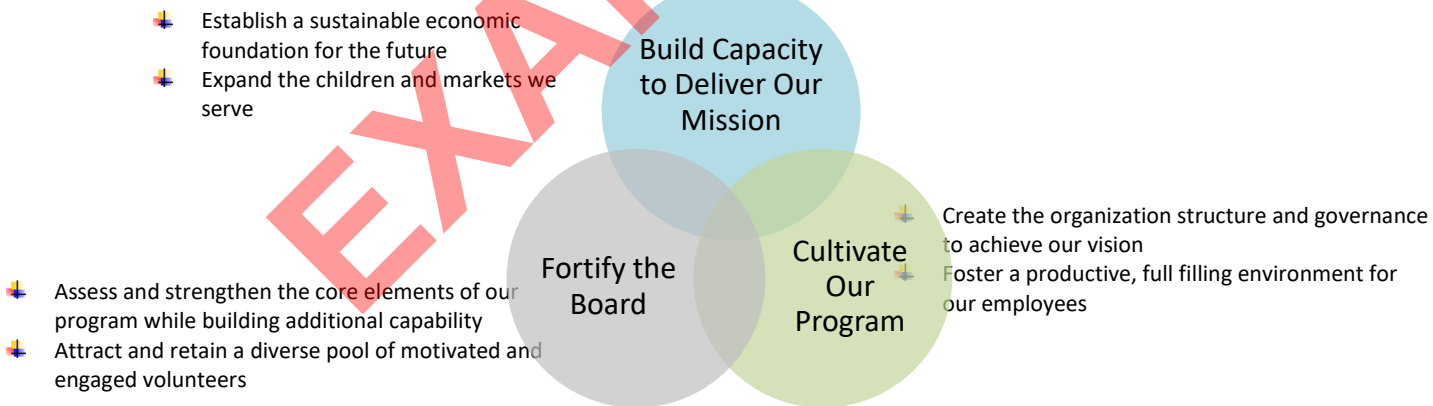 Establish a sustainable economic
foundation for the future
Expand the children and markets we
serve
Build Capacity
to Deliver Our
Mission
Create the organization structure and governance
to achieve our vision
Foster a productive, full filling environment for
our employees
Cultivate
Our
Program
Fortify the
Board
Assess and strengthen the core elements of our
program while building additional capability
Attract and retain a diverse pool of motivated and
engaged volunteers